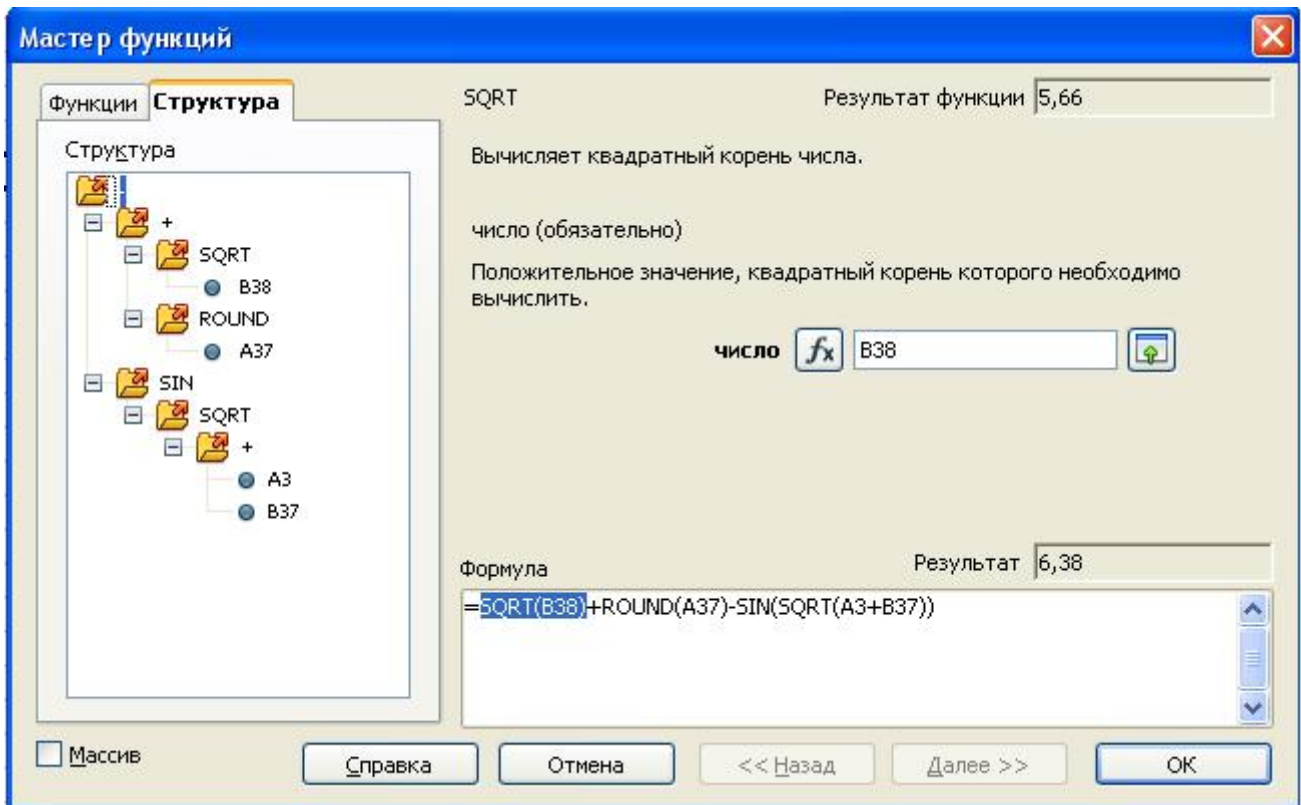 Мастер функций
Функции Структура
Структура
-
+
SQRT
B38
ROUND
A37
SIN
SQRT
+
A3
B37
SQRT Результат функции 5,66
Вычисляет квадратный корень числа.
число (обязательно)
Положительное значение, квадратный корень которого необходимо
вычислить.
число fx B38
Формула Результат 6,38
=SQRT(B38)+ROUND(A37)-SIN(SQRT(A3+B37))
Массив Справка Отмена << Назад Далее >> ОК